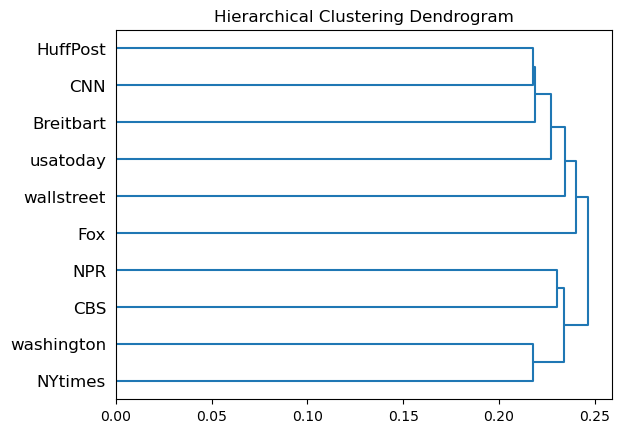 Hierarchical Clustering Dendrogram
HuffPost
CNN
Breitbart
usatoday
wallstreet
Fox
NPR
CBS
washington
NYtimes
0.00 0.05 0.10 0.15 0.20 0.25